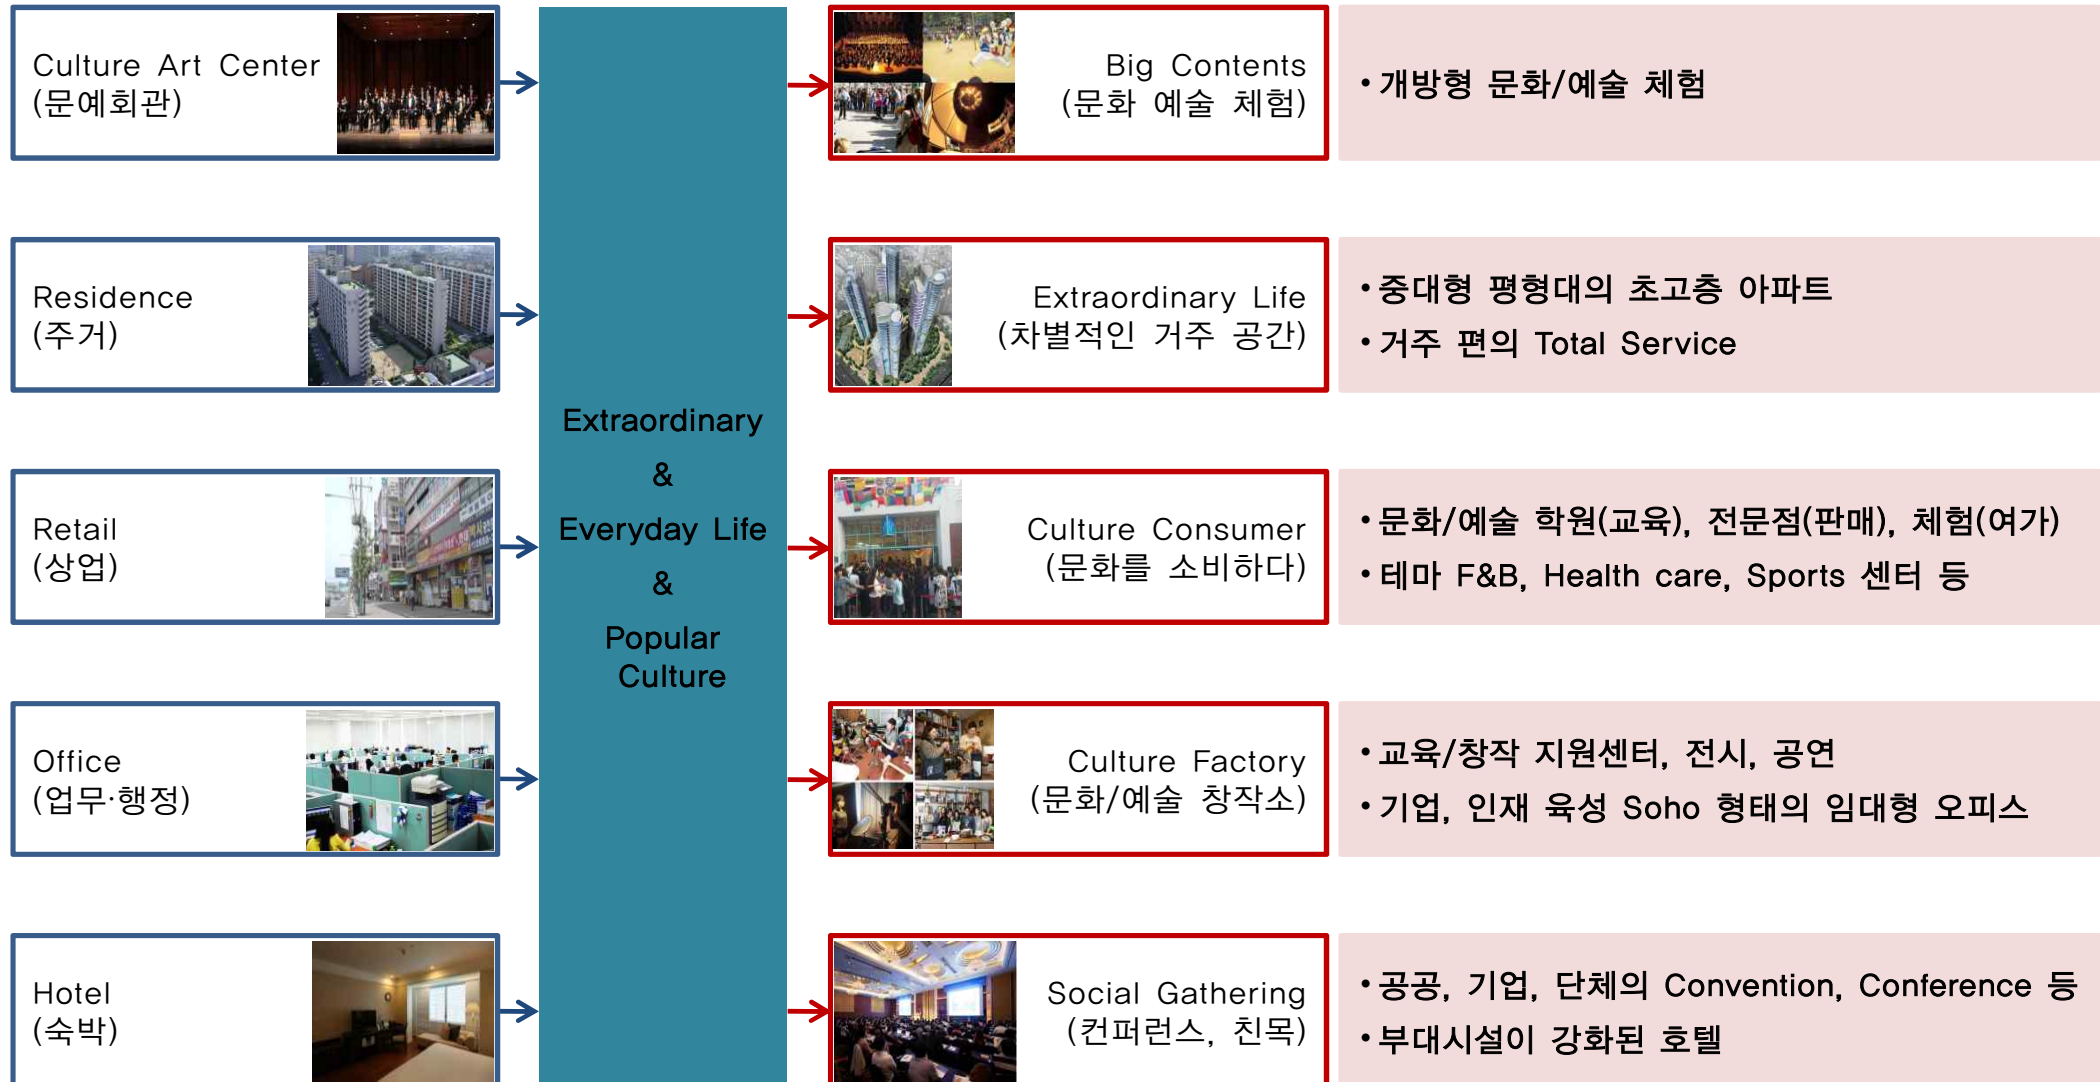 Culture Art Center
(문예회관)
Big Contents
(문화 예술 체험)
• 개방형 문화/예술 체험
Residence
(주거)
Extraordinary Life
(차별적인 거주 공간)
• 중대형 평형대의 초고층 아파트
• 거주 편의 Total Service
Extraordinary
&
Everyday Life
&
Popular
Culture
Retail
(상업)
Culture Consumer
(문화를 소비하다)
• 문화/예술 학원(교육), 전문점(판매), 체험(여가)
• 테마 F&B, Health care, Sports 센터 등
Office
(업무·행정)
Culture Factory
(문화/예술 창작소)
• 교육/창작 지원센터, 전시, 공연
• 기업, 인재 육성 Soho 형태의 임대형 오피스
Hotel
(숙박)
Social Gathering
(컨퍼런스, 친목)
• 공공, 기업, 단체의 Convention, Conference 등
• 부대시설이 강화된 호텔